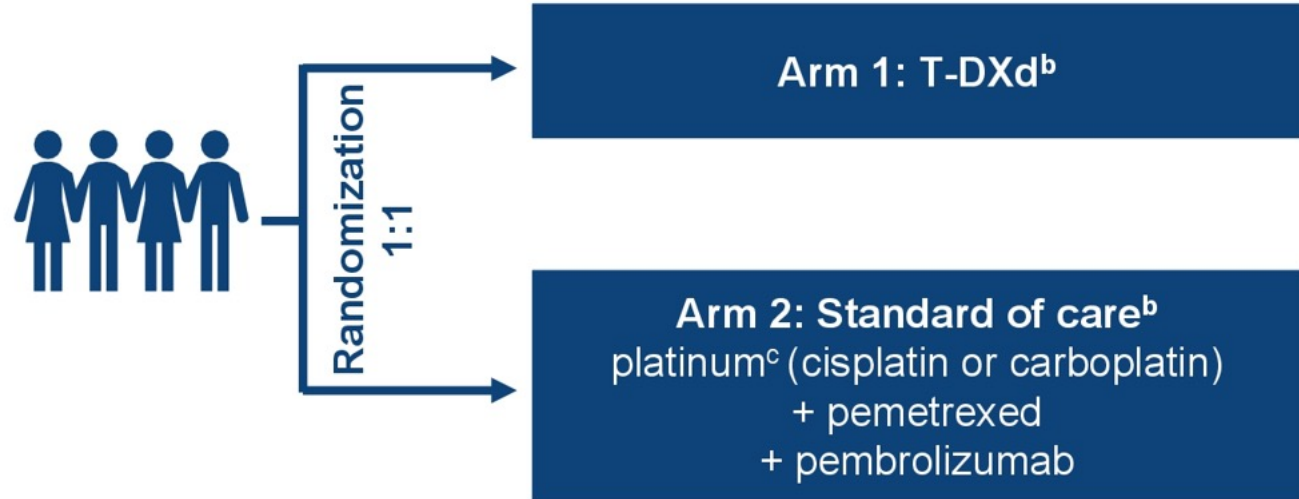 Randomization
1:1
Arm 1: T-DXdᵇ
Arm 2: Standard of careᵇ
platinumᶜ (cisplatin or carboplatin)
+ pemetrexed
+ pembrolizumab